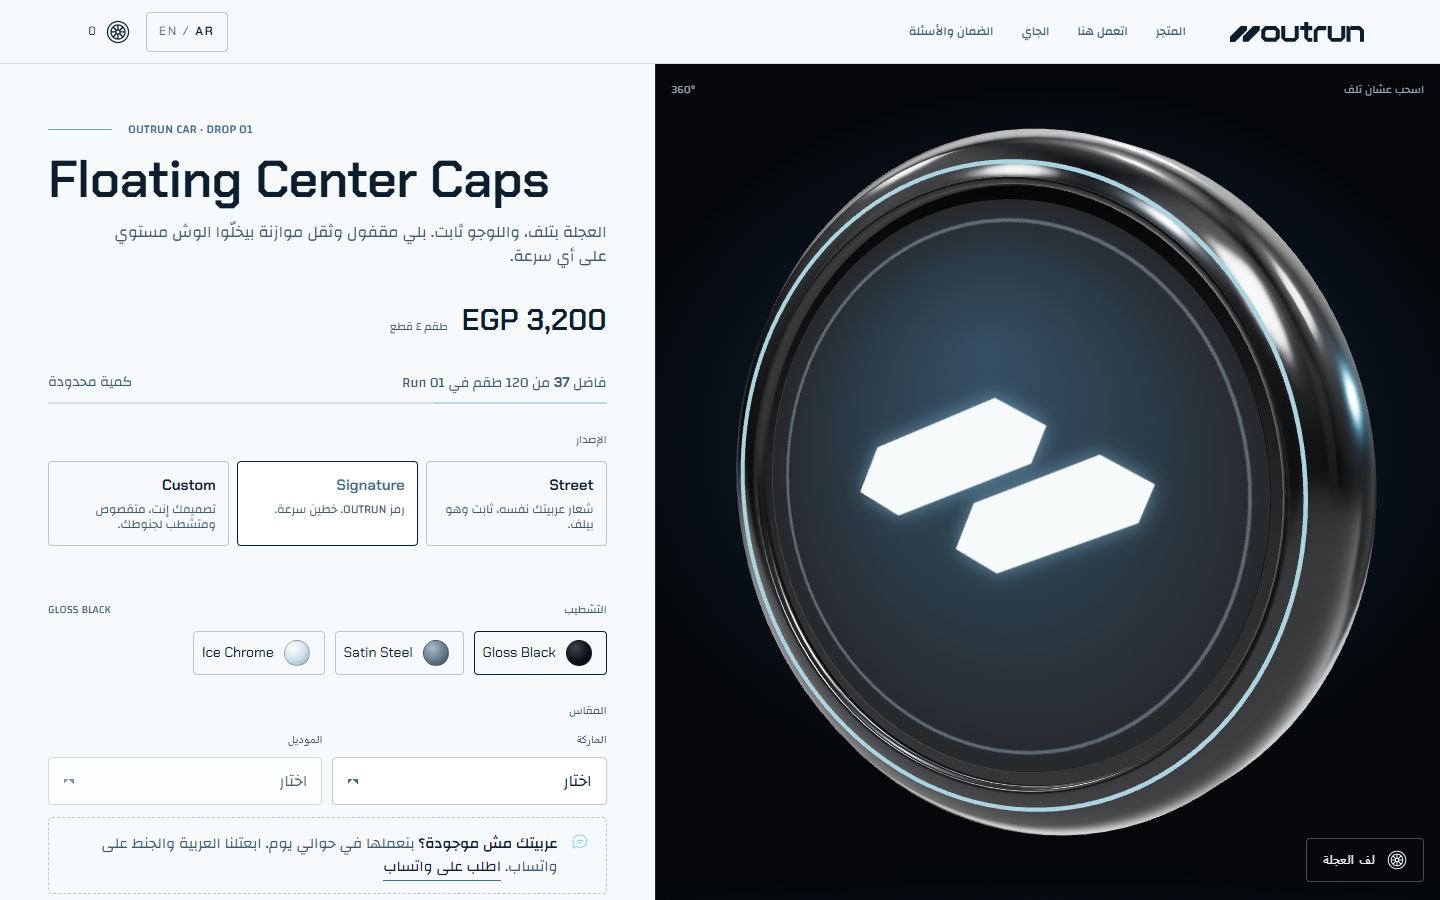 outrun
المتجر
اتعمل هنا
الجاي
الضمان والأسئلة
EN / AR
0
اسحب عشان تلف
360°
لف العجلة
OUTRUN CAR · DROP 01
Floating Center Caps
العجلة بتلف، واللوجو ثابت. بلي مقفول وثقل موازنة بيخلّوا الوش مستوي
على أي سرعة.
EGP 3,200 طقم ٤ قطع
فاضل 37 من 120 طقم في Run 01
كمية محدودة
الإصدار
Street
شعار عربيتك نفسه، ثابت وهو
بيلف.
Signature
رمز OUTRUN. خطين سرعة.
Custom
تصميمك إنت، متقصوص
ومتشطب لجنوطك.
التشطيب
GLOSS BLACK
Gloss Black
Satin Steel
Ice Chrome
المقاس
الماركة
الموديل
اختار
اختار
عربيتك مش موجودة؟ بنعملها في حوالي يوم. ابعتلنا العربية والجنط على
واتساب. اطلب على واتساب